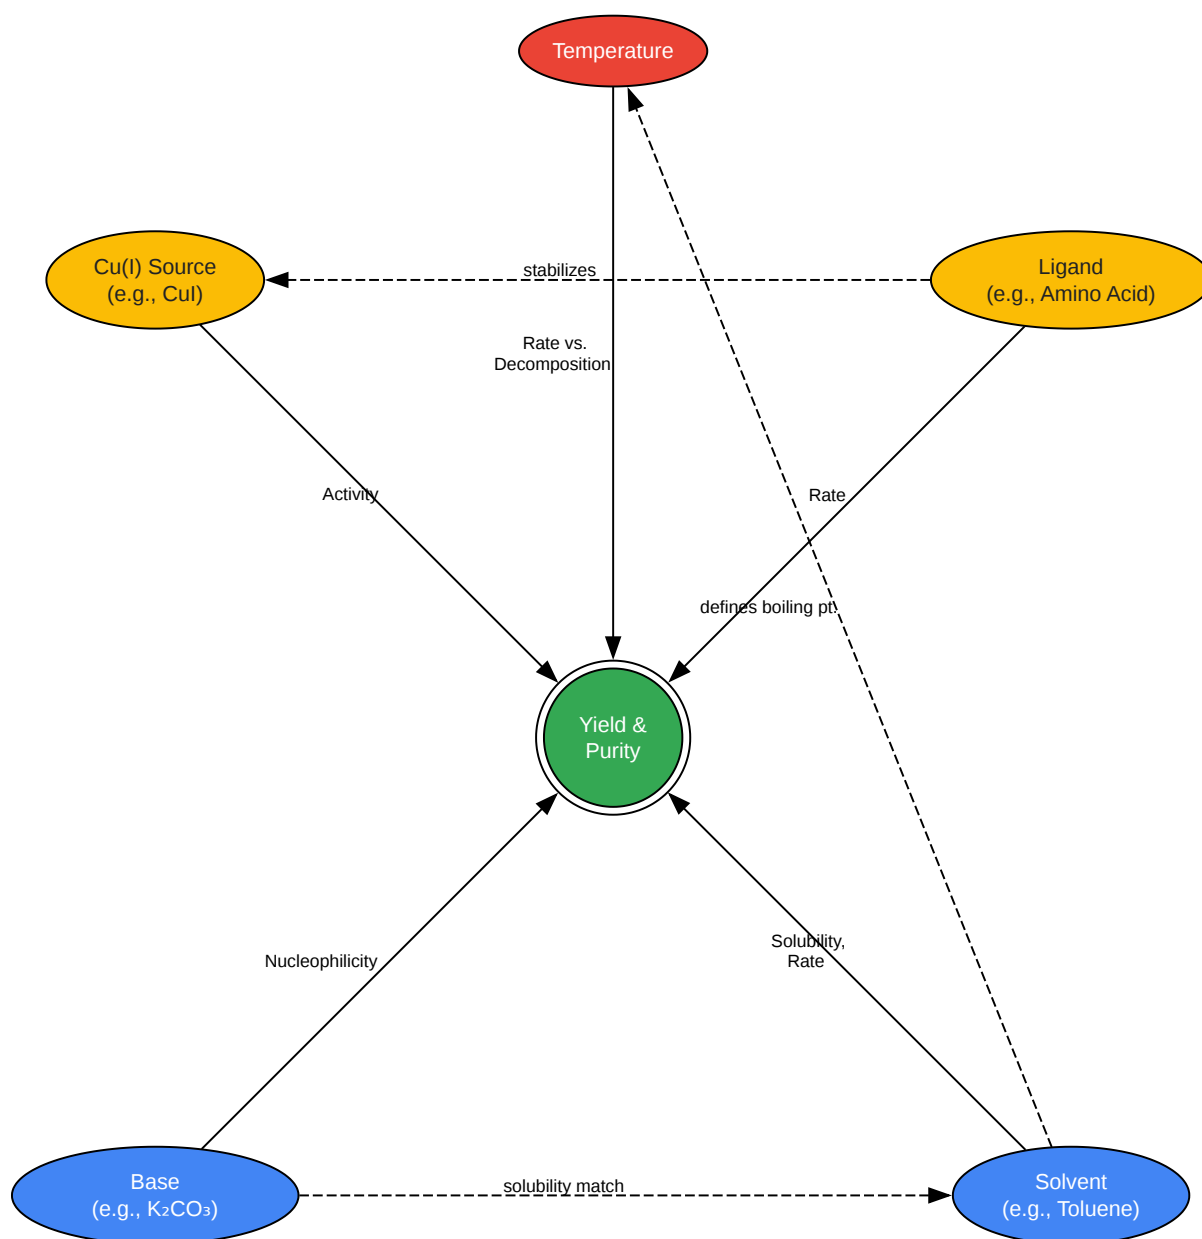 Temperature
Cu(I) Source
(e.g., CuI)
stabilizes
Ligand
(e.g., Amino Acid)
Rate vs.
Decomposition
Activity
Rate
defines boiling pt.
Yield &
Purity
Nucleophilicity
Solubility,
Rate
Base
(e.g., K₂CO₃)
solubility match
Solvent
(e.g., Toluene)